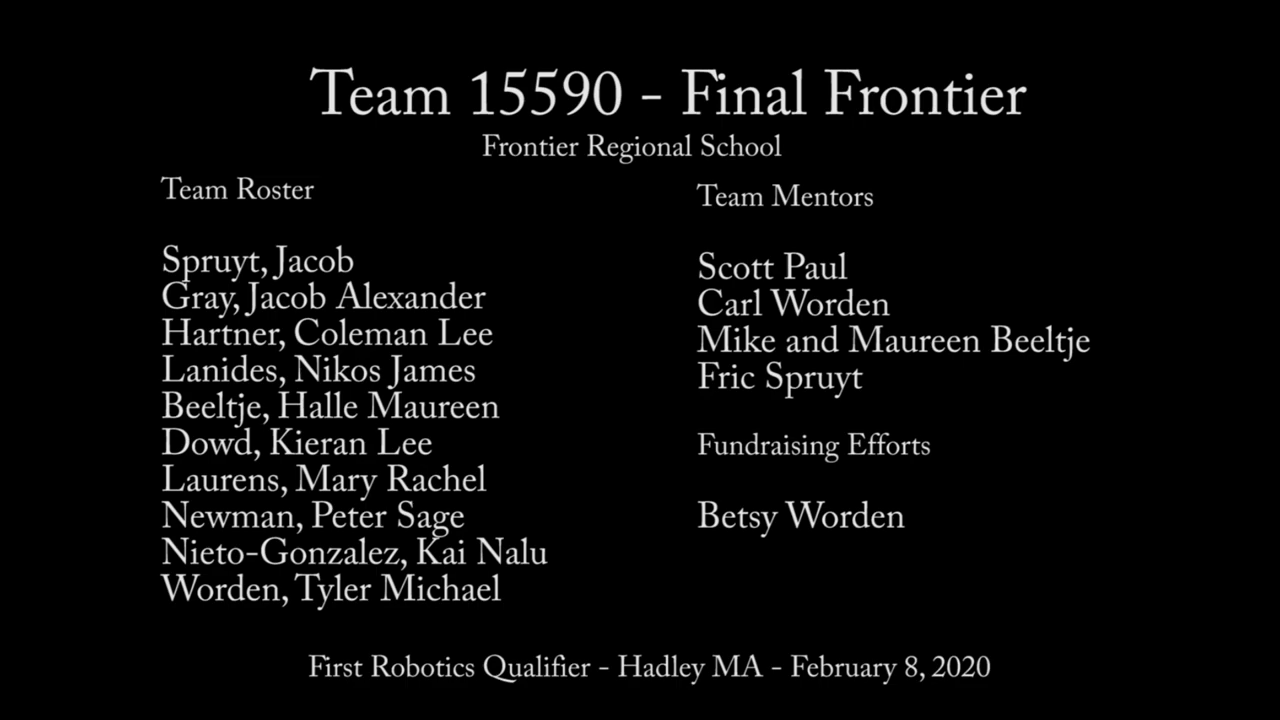 Team 15590 - Final Frontier
Frontier Regional School
Team Roster
Spruyt, Jacob
Gray, Jacob Alexander
Hartner, Coleman Lee
Lanides, Nikos James
Beeltje, Halle Maureen
Dowd, Kieran Lee
Laurens, Mary Rachel
Newman, Peter Sage
Nieto-Gonzalez, Kai Nalu
Worden, Tyler Michael
Team Mentors
Scott Paul
Carl Worden
Mike and Maureen Beeltje
Fric Spruyt
Fundraising Efforts
Betsy Worden
First Robotics Qualifier - Hadley MA - February 8, 2020